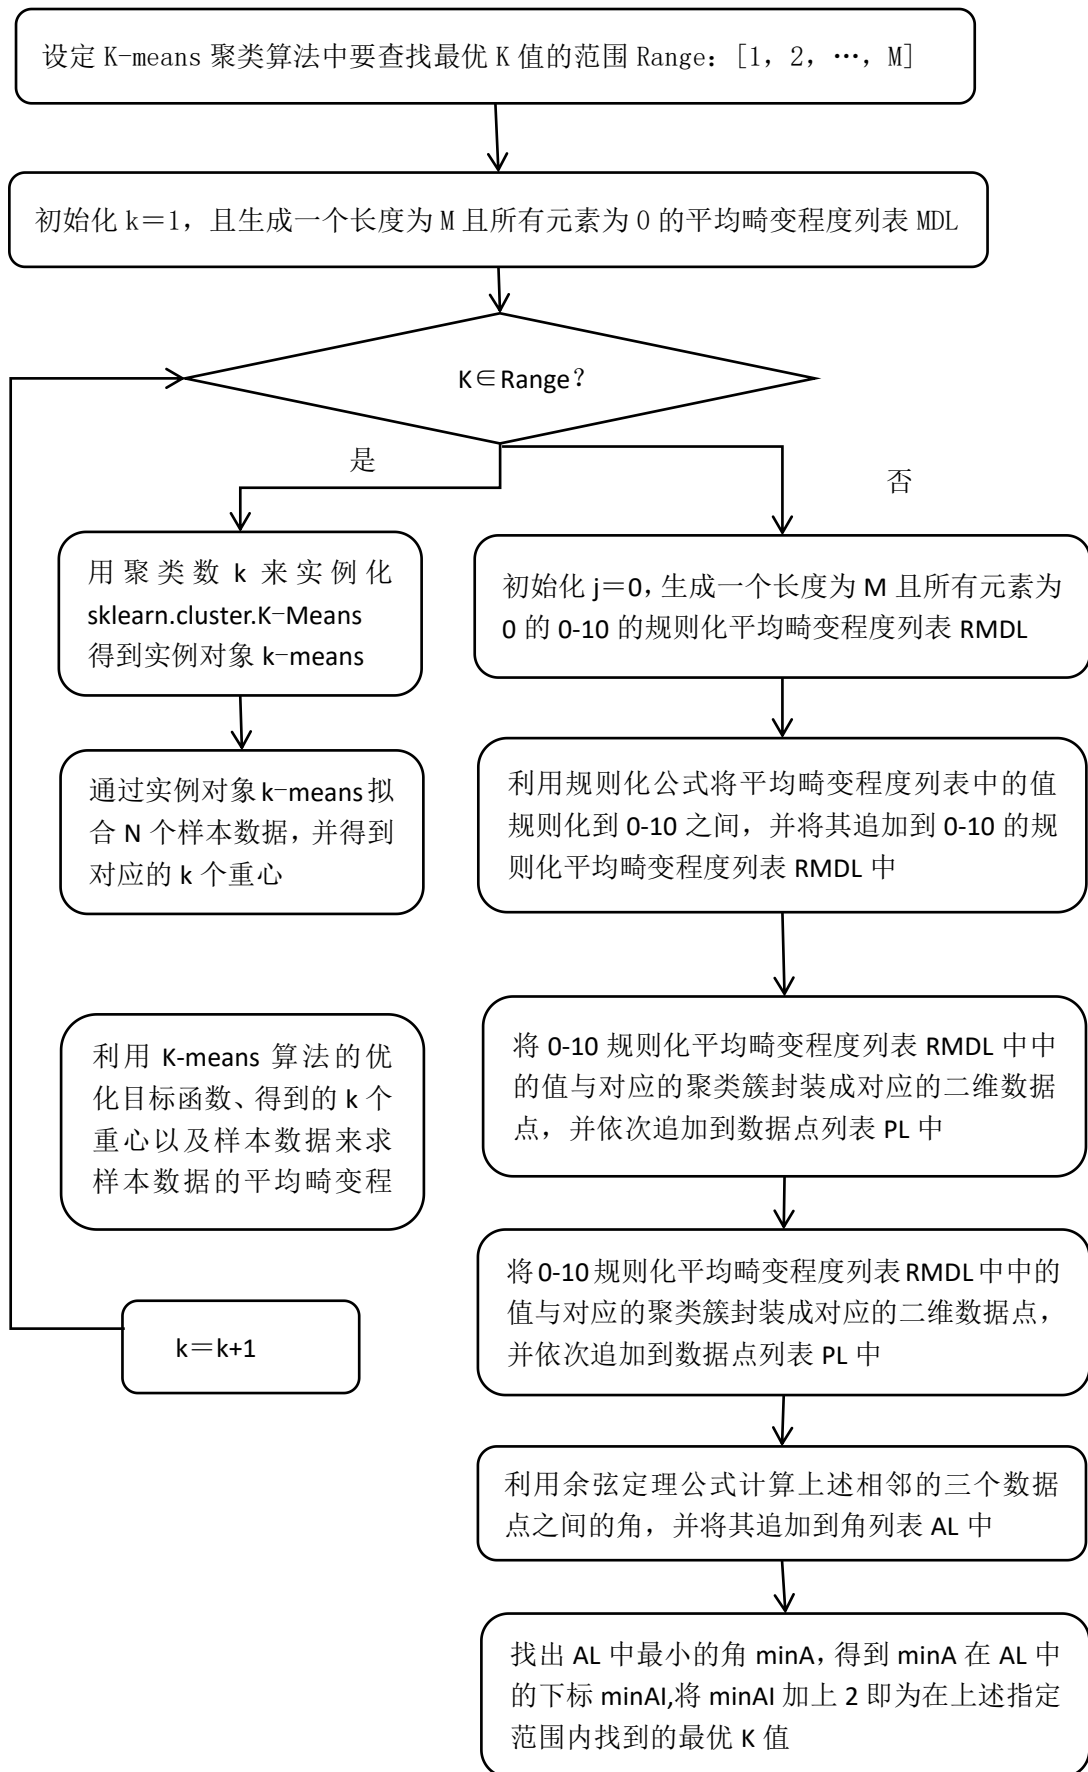 设定 K-means 聚类算法中要查找最优 K 值的范围 Range：[1，2，…，M]
初始化 k＝1，且生成一个长度为 M 且所有元素为 0 的平均畸变程度列表 MDL
K∈Range？
是
否
用聚类数 k 来实例化
sklearn.cluster.K-Means
得到实例对象 k-means
通过实例对象 k-means 拟
合 N 个样本数据，并得到
对应的 k 个重心
利用 K-means 算法的优
化目标函数、得到的 k 个
重心以及样本数据来求
样本数据的平均畸变程
k＝k+1
初始化 j＝0，生成一个长度为 M 且所有元素为
0 的 0-10 的规则化平均畸变程度列表 RMDL
利用规则化公式将平均畸变程度列表中的值
规则化到 0-10 之间，并将其追加到 0-10 的规
则化平均畸变程度列表 RMDL 中
将 0-10 规则化平均畸变程度列表 RMDL 中中
的值与对应的聚类簇封装成对应的二维数据
点，并依次追加到数据点列表 PL 中
将 0-10 规则化平均畸变程度列表 RMDL 中中的
值与对应的聚类簇封装成对应的二维数据点，
并依次追加到数据点列表 PL 中
利用余弦定理公式计算上述相邻的三个数据
点之间的角，并将其追加到角列表 AL 中
找出 AL 中最小的角 minA，得到 minA 在 AL 中
的下标 minAI,将 minAI 加上 2 即为在上述指定
范围内找到的最优 K 值